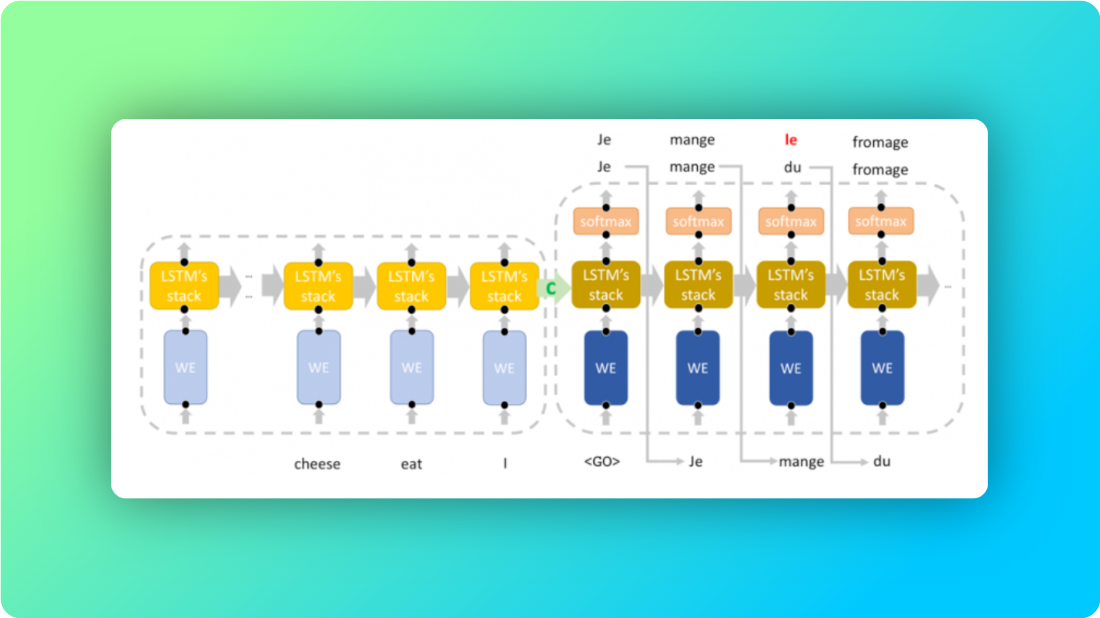 Je mange le fromage
Je mange du fromage
softmax softmax softmax softmax
LSTM's LSTM's LSTM's LSTM's LSTM's LSTM's LSTM's LSTM's
stack ... stack stack stack C stack stack stack stack ...
WE WE WE WE WE WE WE WE
cheese eat I <GO> Je mange du